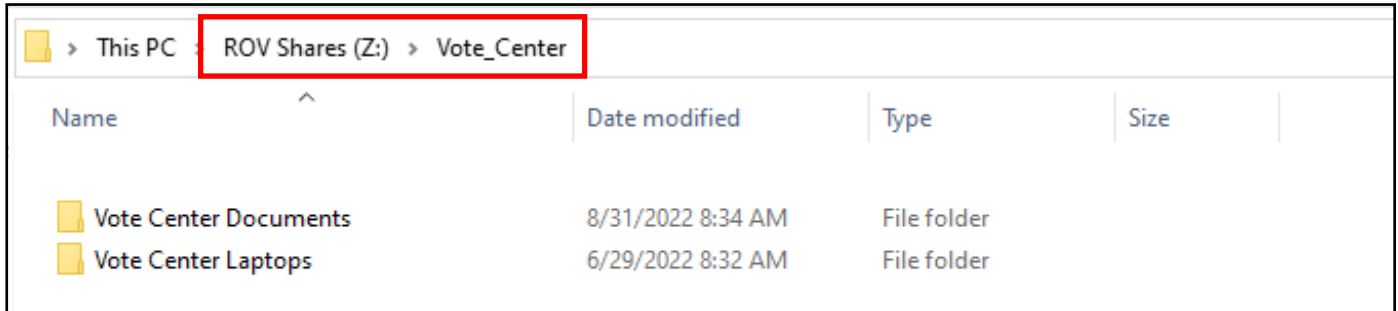 This PC > ROV Shares (Z:) > Vote_Center
Name Date modified Type Size
Vote Center Documents 8/31/2022 8:34 AM File folder
Vote Center Laptops 6/29/2022 8:32 AM File folder